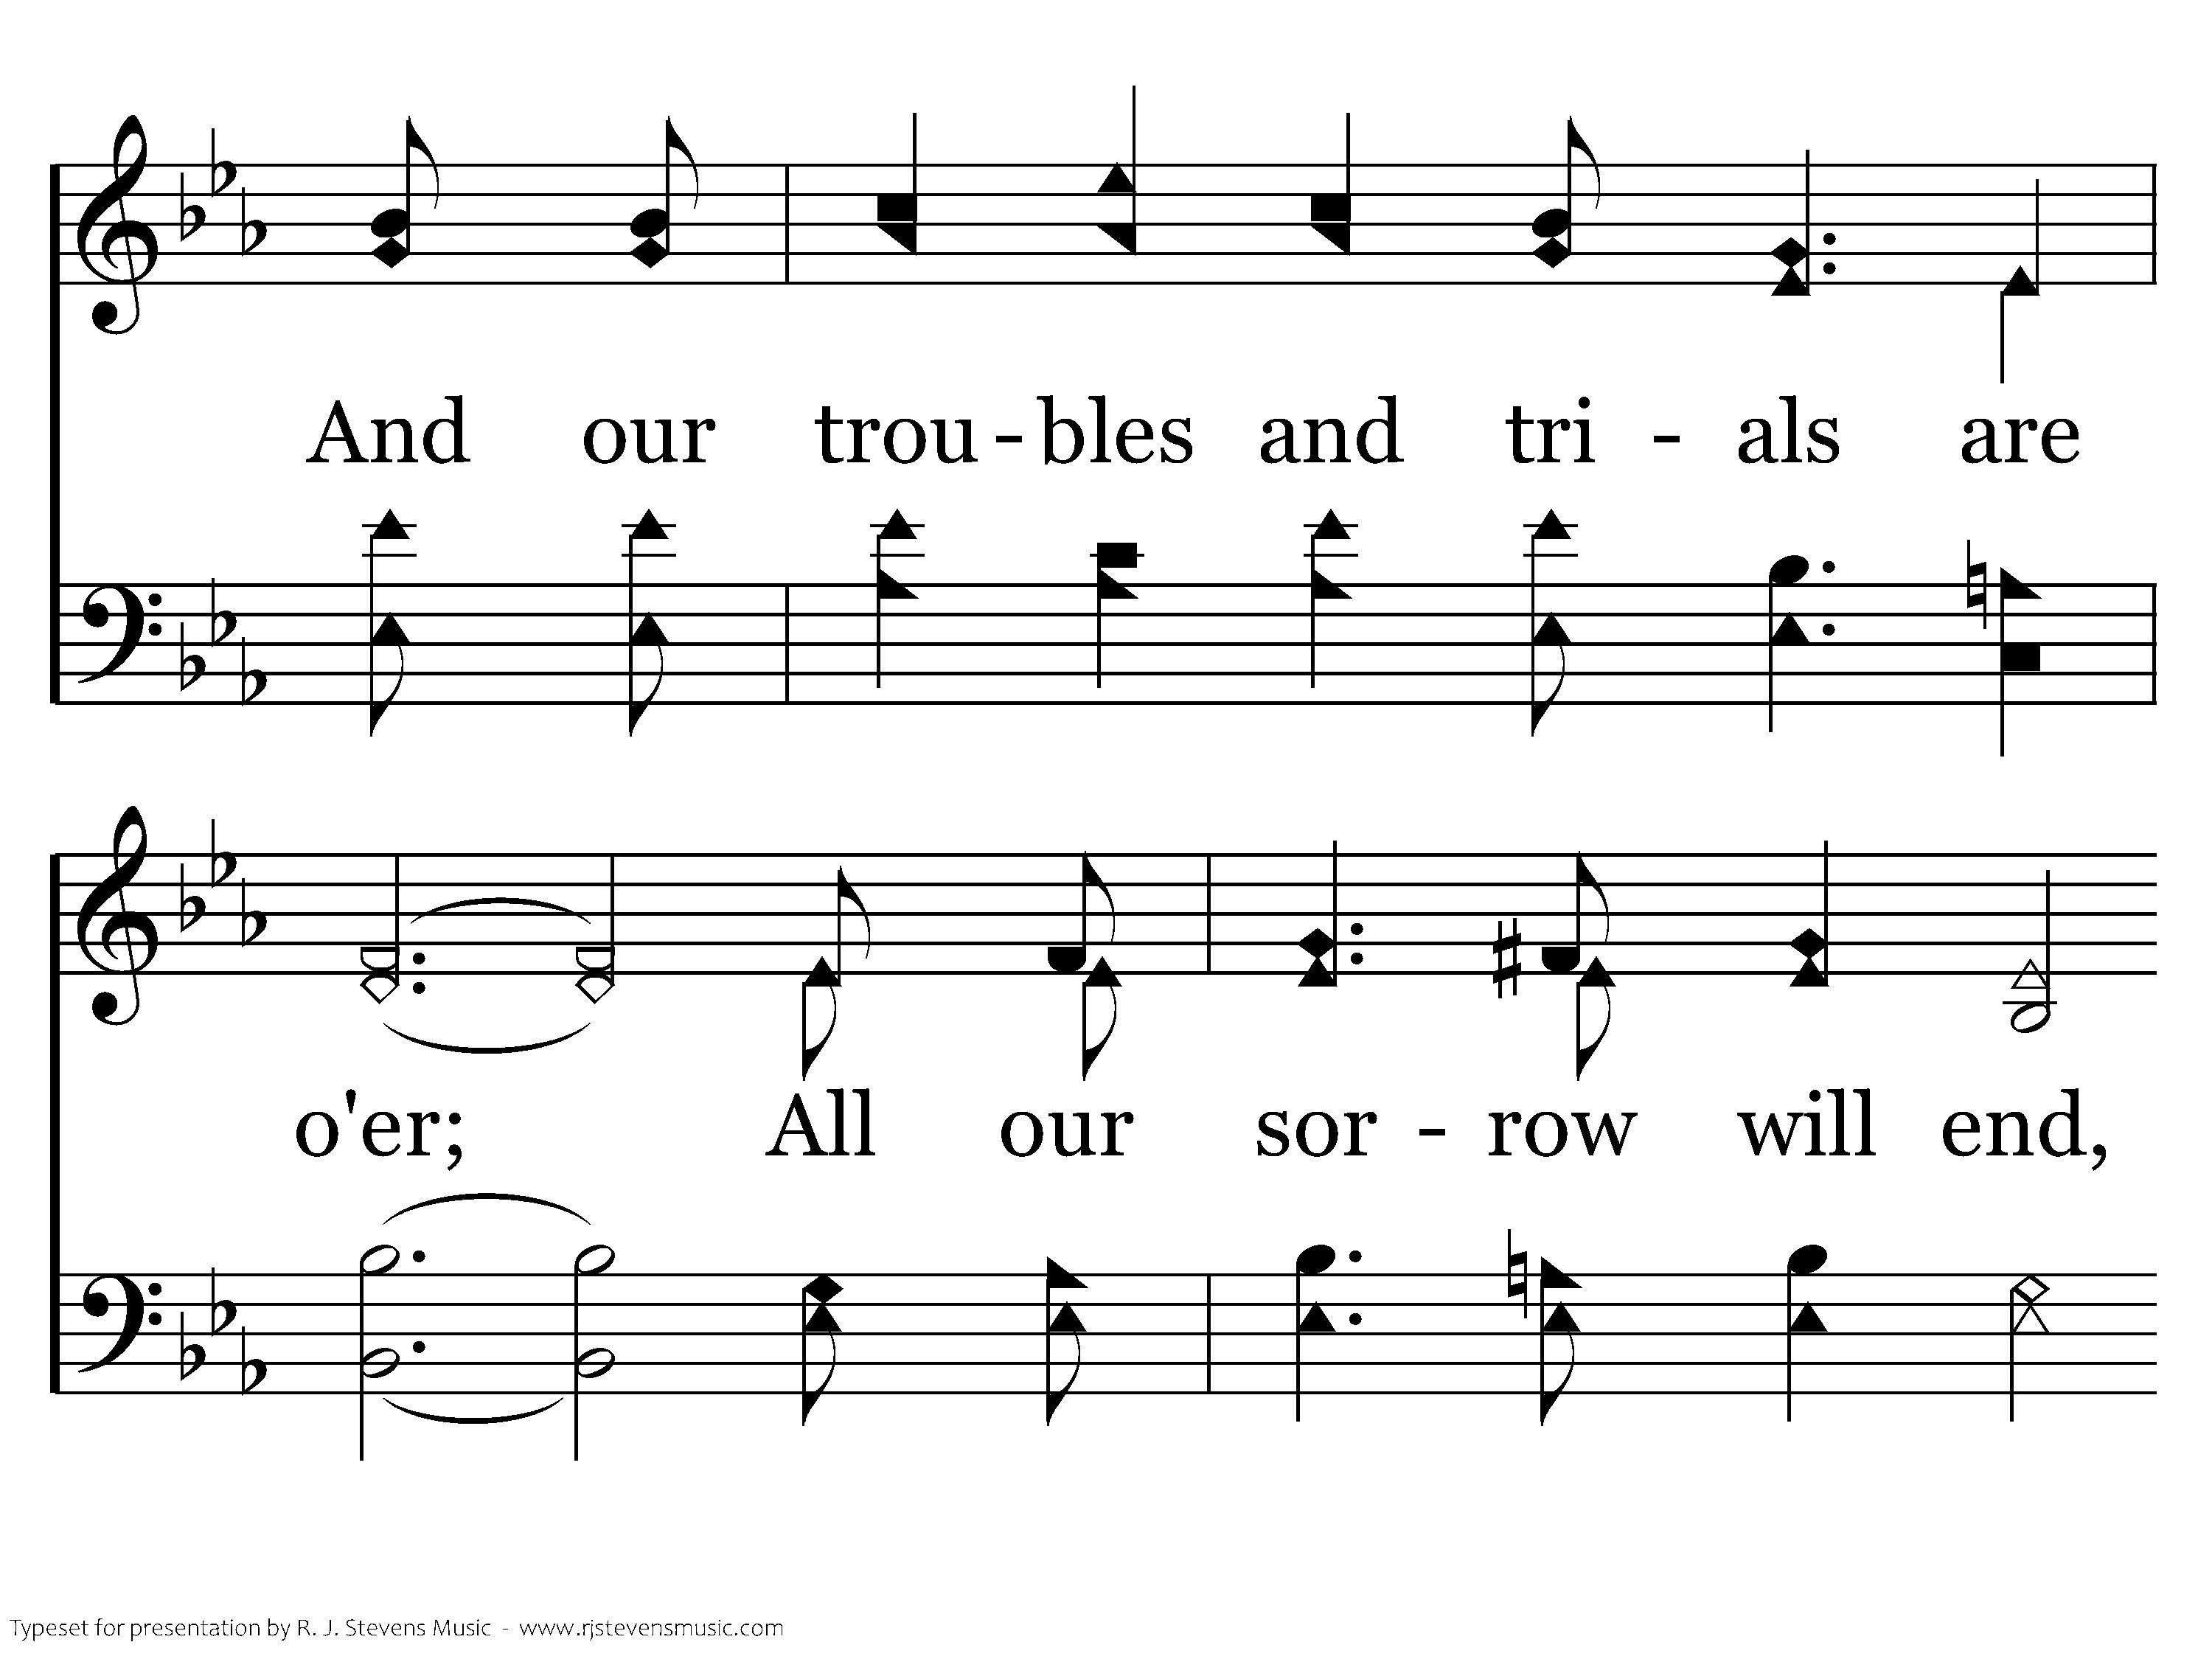 And our trou - bles and tri - als are
o'er; All our sor - row will end,
Typeset for presentation by R. J. Stevens Music - www.rjstevensmusic.com